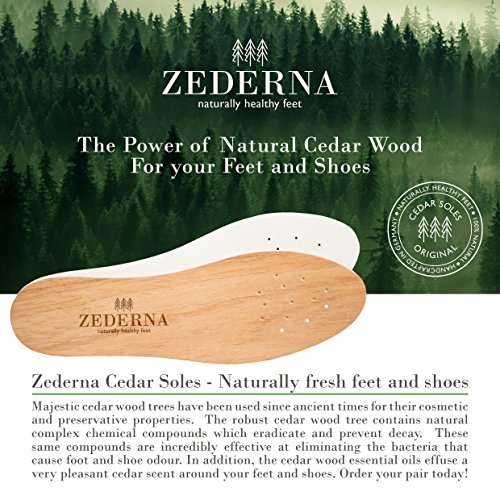 ZEDERNA
naturally healthy feet
The Power of Natural Cedar Wood
For your Feet and Shoes
NATURALLY HEALTHY FEET
100% NATURAL
HANDCRAFTED IN GERMANY
CEDAR SOLES
ORIGINAL
ZEDERNA
naturally healthy feet
Zederna Cedar Soles - Naturally fresh feet and shoes
Majestic cedar wood trees have been used since ancient times for their cosmetic
and preservative properties. The robust cedar wood tree contains natural
complex chemical compounds which eradicate and prevent decay. These
same compounds are incredibly effective at eliminating the bacteria that
cause foot and shoe odour. In addition, the cedar wood essential oils effuse a
very pleasant cedar scent around your feet and shoes. Order your pair today!